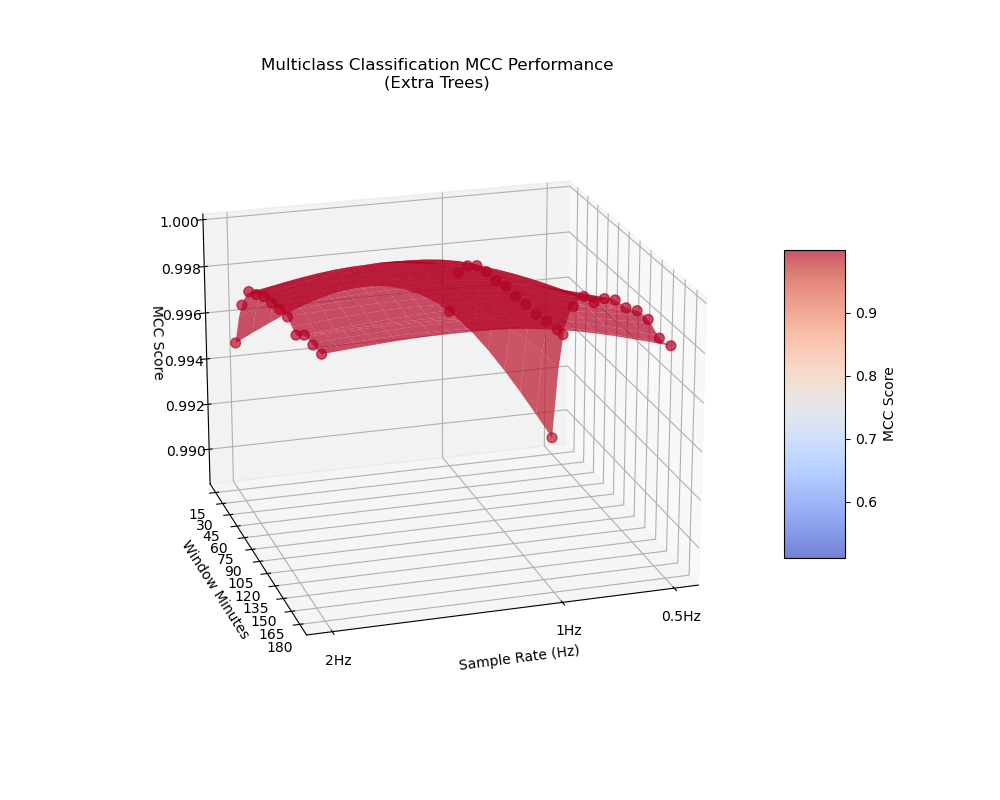 Multiclass Classification MCC Performance
(Extra Trees)
1.000
0.998
0.996
0.994
0.992
0.990
MCC Score
15
30
45
60
75
90
105
120
135
150
165
180
Window Minutes
2Hz
1Hz
0.5Hz
Sample Rate (Hz)
0.9
0.8
0.7
0.6
MCC Score